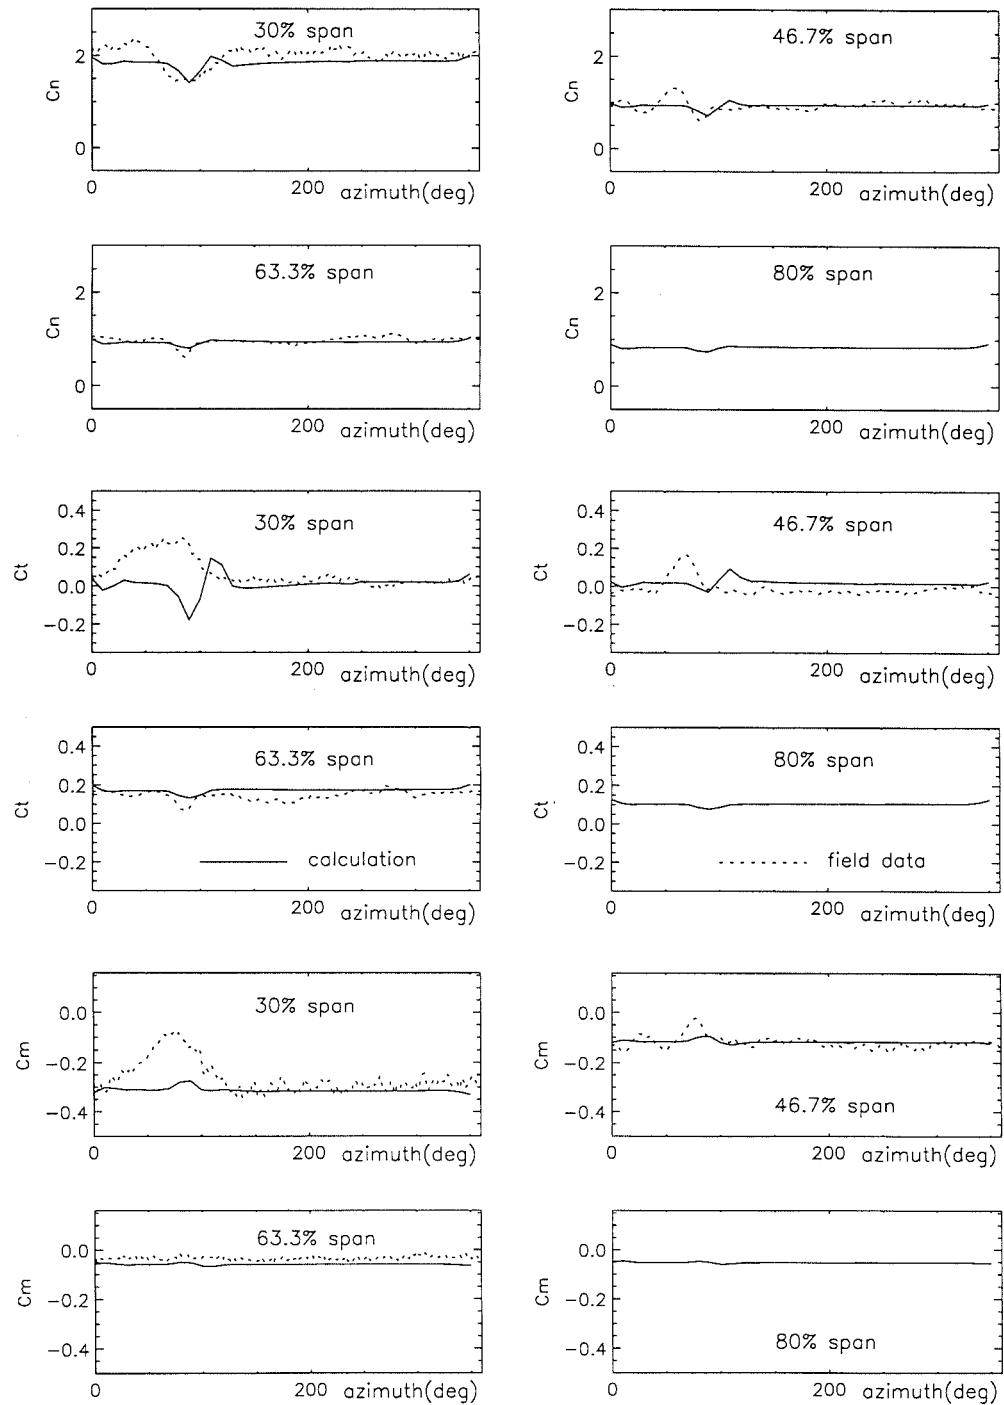 30% span
Cn
2
0
0
200
azimuth(deg)
46.7% span
Cn
2
0
0
200
azimuth(deg)
63.3% span
Cn
2
0
0
200
azimuth(deg)
80% span
Cn
2
0
0
200
azimuth(deg)
30% span
Ct
0.4
0.2
0.0
−0.2
0
200
azimuth(deg)
46.7% span
Ct
0.4
0.2
0.0
−0.2
0
200
azimuth(deg)
63.3% span
Ct
0.4
0.2
0.0
−0.2
calculation
0
200
azimuth(deg)
80% span
Ct
0.4
0.2
0.0
−0.2
field data
0
200
azimuth(deg)
30% span
Cm
0.0
−0.2
−0.4
0
200
azimuth(deg)
46.7% span
Cm
0.0
−0.2
−0.4
0
200
azimuth(deg)
63.3% span
Cm
0.0
−0.2
−0.4
0
200
azimuth(deg)
80% span
Cm
0.0
−0.2
−0.4
0
200
azimuth(deg)